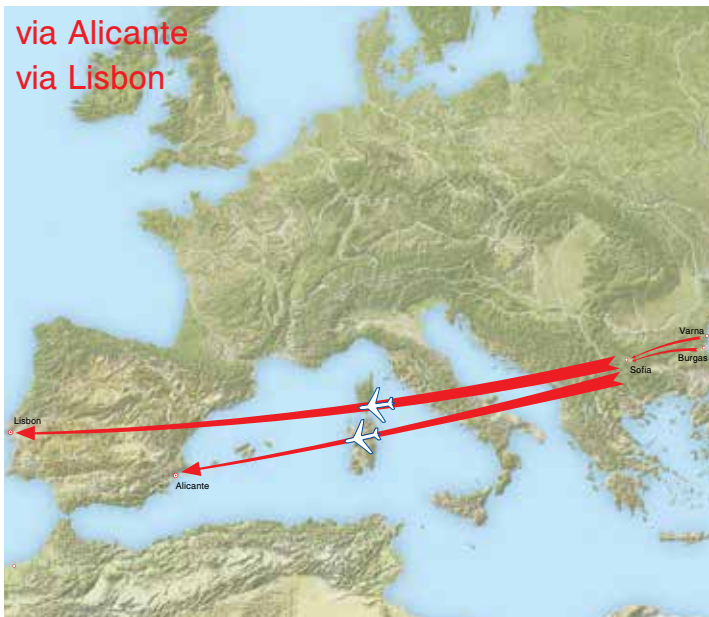 via Alicante
via Lisbon
Varna
Burgas
Sofia
Lisbon
Alicante